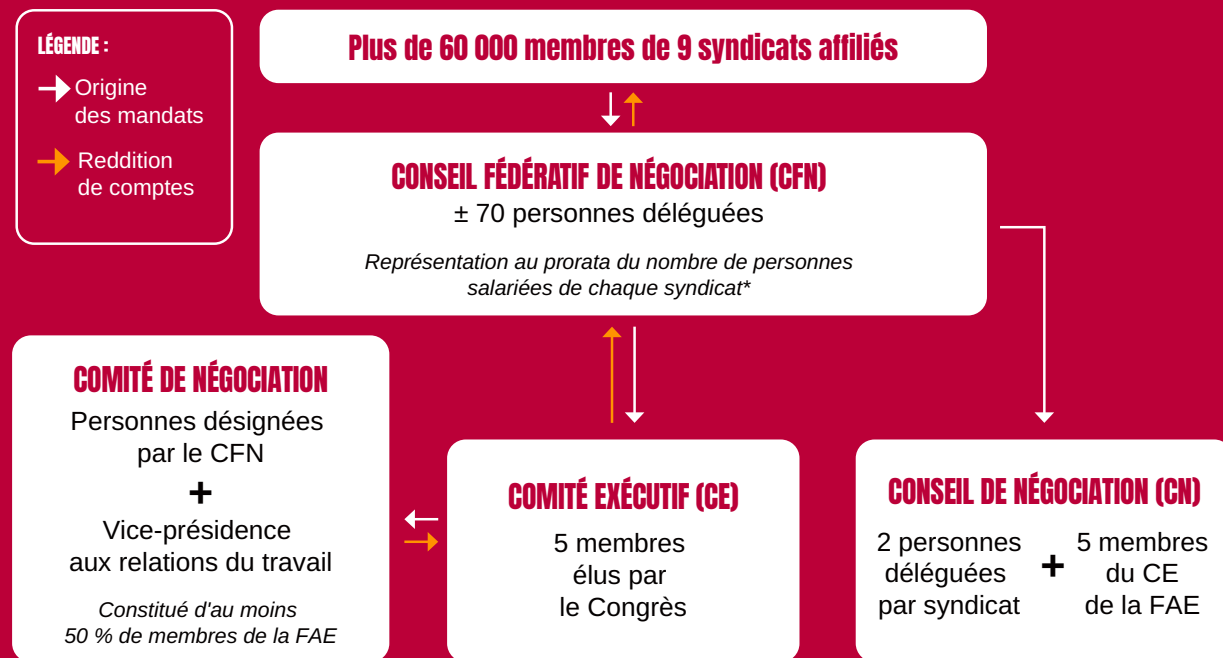 LÉGENDE :
Origine
des mandats
Reddition
de comptes
Plus de 60 000 membres de 9 syndicats affiliés
CONSEIL FÉDÉRATIF DE NÉGOCIATION (CFN)
± 70 personnes déléguées
Représentation au prorata du nombre de personnes
salariées de chaque syndicat*
COMITÉ DE NÉGOCIATION
Personnes désignées
par le CFN
+
Vice-présidence
aux relations du travail
Constitué d'au moins
50 % de membres de la FAE
COMITÉ EXÉCUTIF (CE)
5 membres
élus par
le Congrès
CONSEIL DE NÉGOCIATION (CN)
2 personnes
déléguées
par syndicat
+
5 membres
du CE
de la FAE